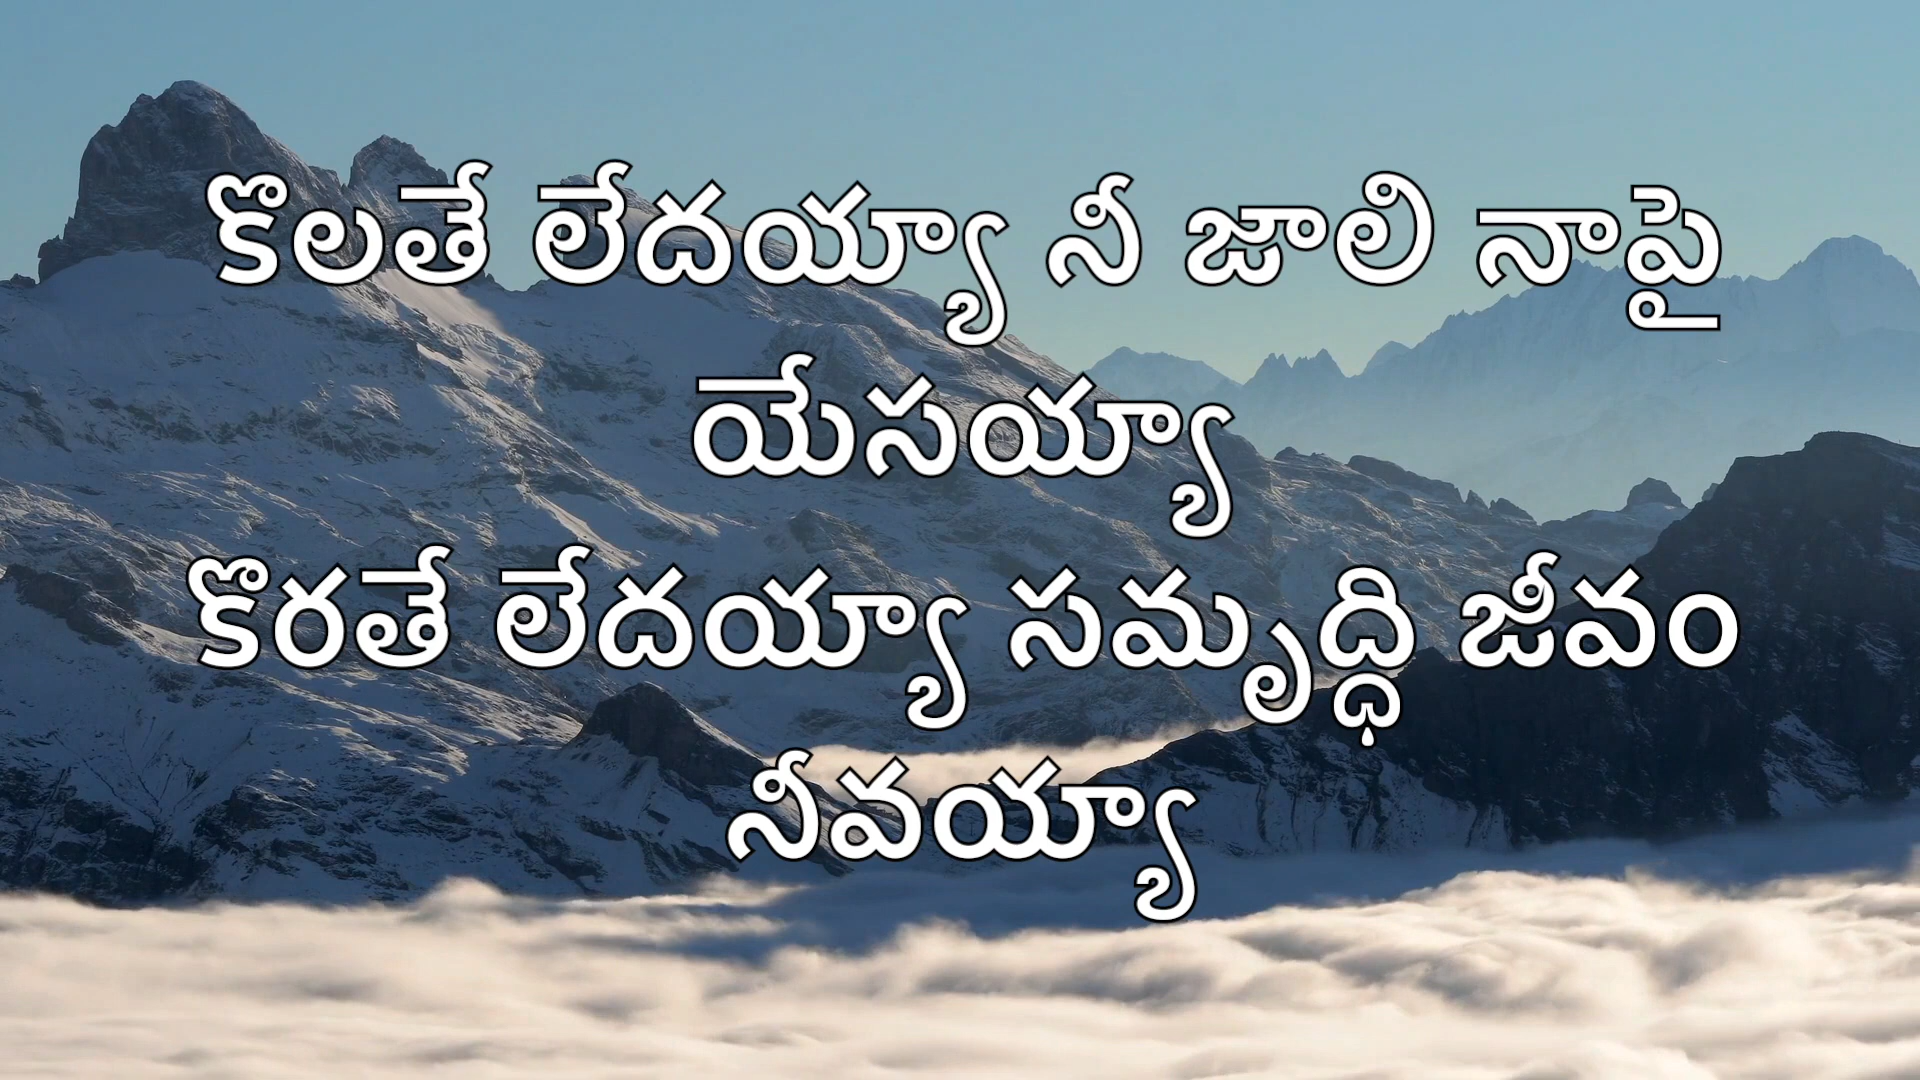 కొలతే లేదయ్యా నీ జాలి నాపై
యేసయ్యా
కొరతే లేదయ్యా సమృద్ధి జీవం
నీవయ్యా